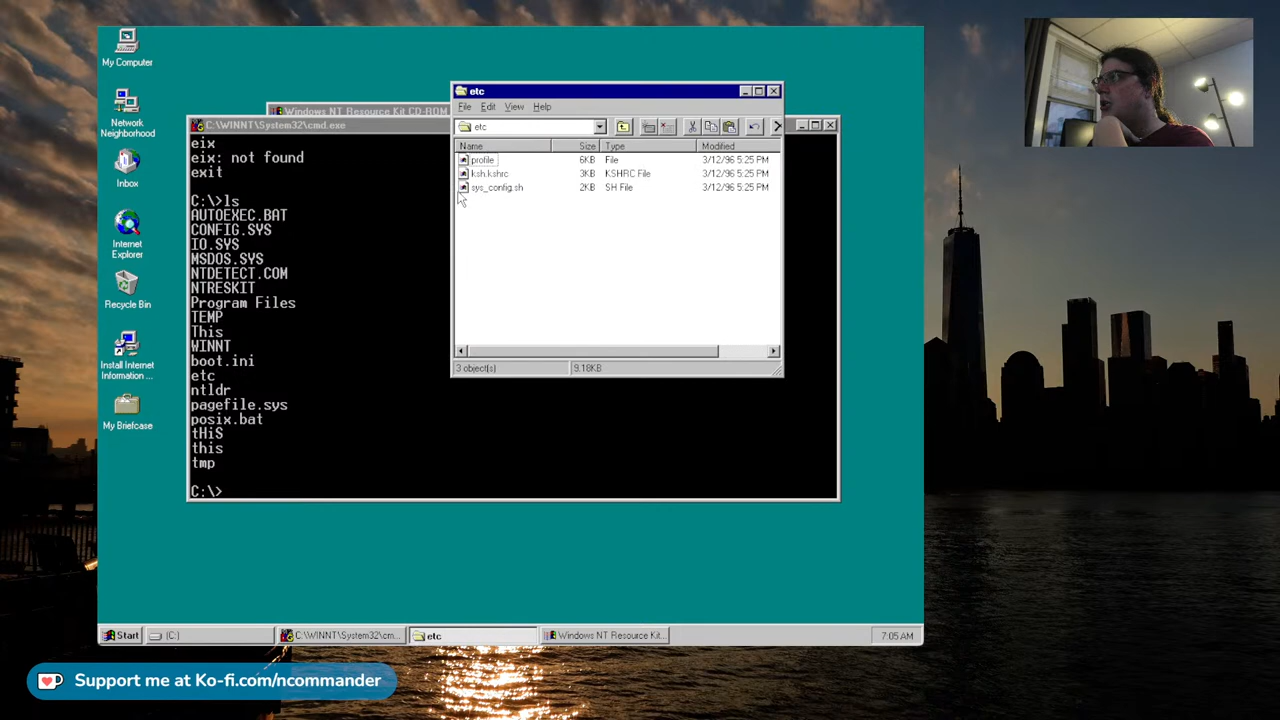 My Computer
Network
Neighborhood
Inbox
Internet
Explorer
Recycle Bin
Install Internet
Information ...
My Briefcase
Windows NT Resource Kit CD-ROM
C:\WINNT\System32\cmd.exe
eix
eix: not found
exit
C:\>ls
AUTOEXEC.BAT
CONFIG.SYS
IO.SYS
MSDOS.SYS
NTDETECT.COM
NTRESKIT
Program Files
TEMP
This
WINNT
boot.ini
etc
ntldr
pagefile.sys
posix.bat
tHiS
this
tmp
C:\>
etc
File Edit View Help
etc
Name Size Type Modified
profile 6KB File 3/12/96 5:25 PM
ksh.kshrc 3KB KSHRC File 3/12/96 5:25 PM
sys_config.sh 2KB SH File 3/12/96 5:25 PM
3 object(s) 9.18KB
Start (C:) C:\WINNT\System32\cm... etc Windows NT Resource Kit... 7:05 AM
Support me at Ko-fi.com/ncommander